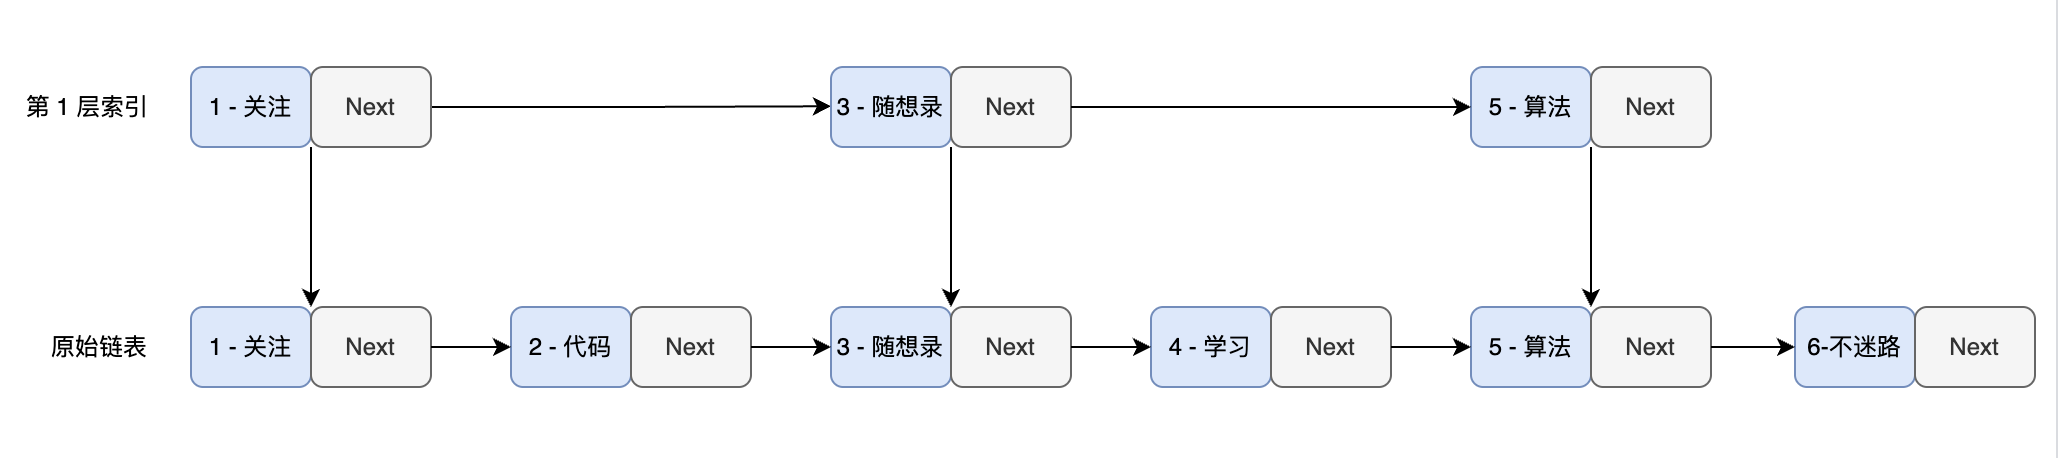 第 1 层索引 1 - 关注 Next 3 - 随想录 Next 5 - 算法 Next
原始链表 1 - 关注 Next 2 - 代码 Next 3 - 随想录 Next 4 - 学习 Next 5 - 算法 Next 6-不迷路 Next